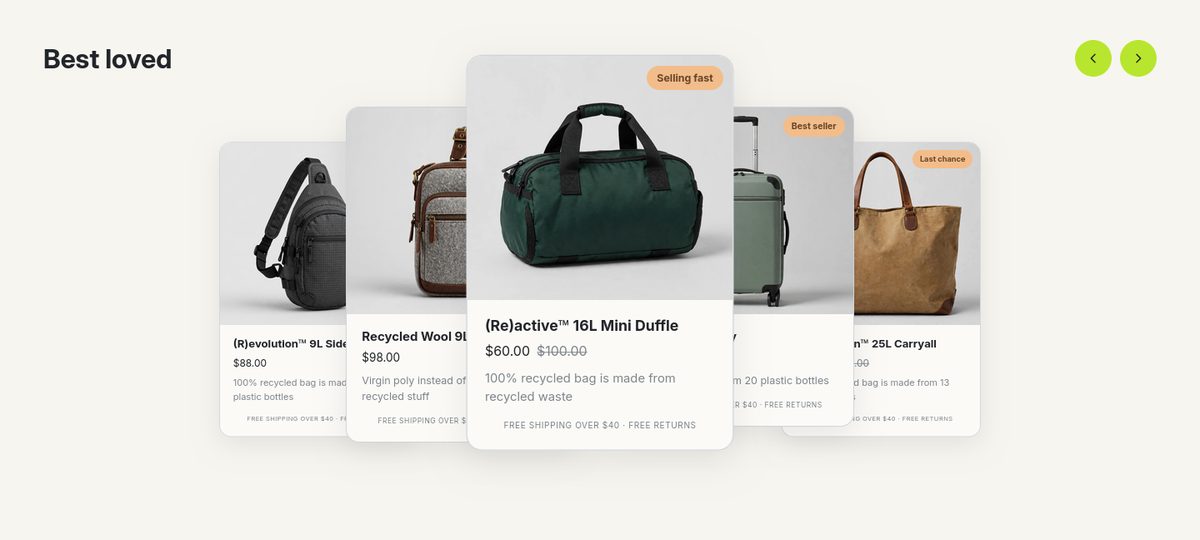 Best loved
Selling fast
Best seller
Last chance
(R)evolution™ 9L Side
$88.00
100% recycled bag is mad
plastic bottles
FREE SHIPPING OVER $40 · F
Recycled Wool 9L
$98.00
Virgin poly instead of
recycled stuff
FREE SHIPPING OVER $
(Re)active™ 16L Mini Duffle
$60.00 $100.00
100% recycled bag is made from
recycled waste
FREE SHIPPING OVER $40 · FREE RETURNS
20 plastic bottles
$40 · FREE RETURNS
25L Carryall
.00
bag is made from 13
OVER $40 · FREE RETURNS